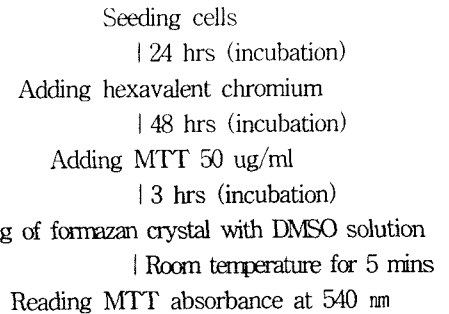 Seeding cells
| 24 hrs (incubation)
Adding hexavalent chromium
| 48 hrs (incubation)
Adding MTT 50 ug/ml
| 3 hrs (incubation)
g of formazan crystal with DMSO solution
| Room temperature for 5 mins
Reading MTT absorbance at 540 nm